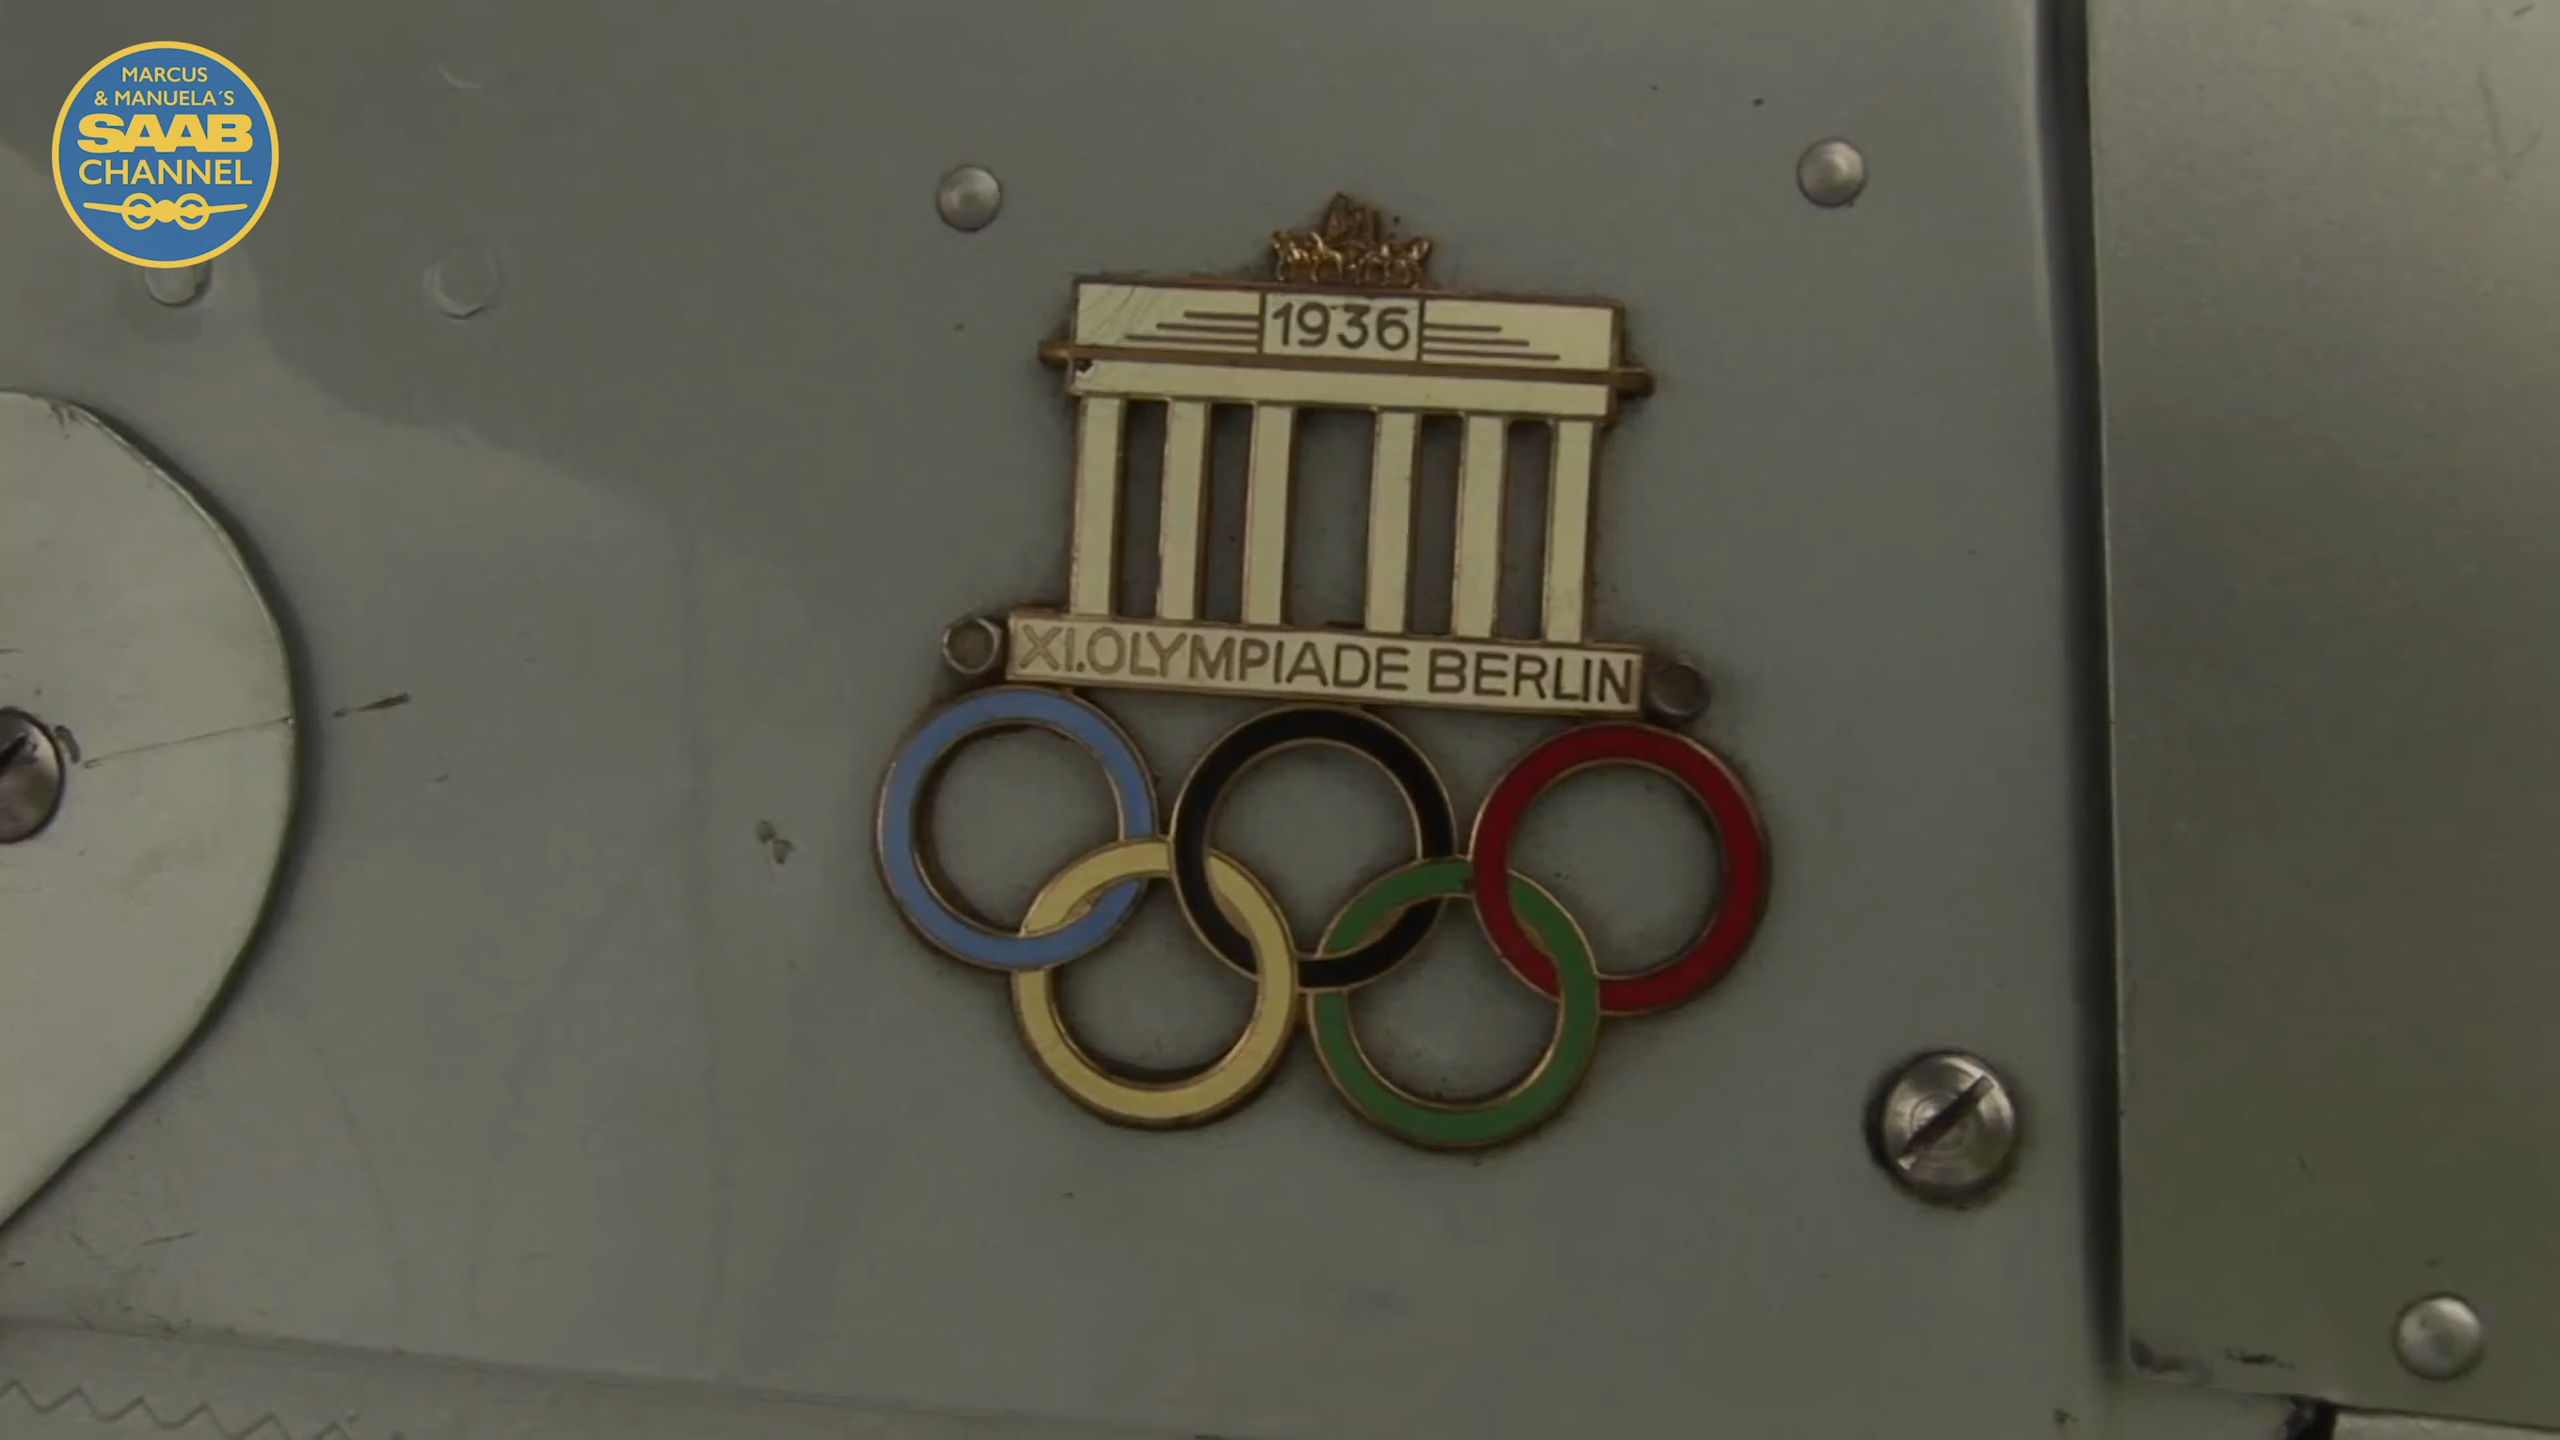 MARCUS
& MANUELA´S
SAAB
CHANNEL
1936
XI.OLYMPIADE BERLIN